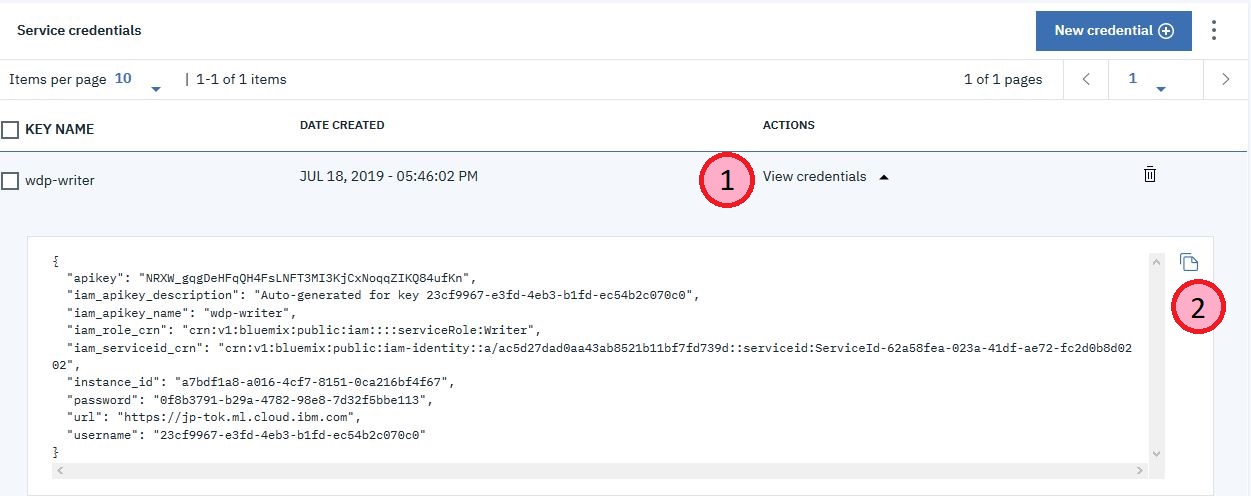 Service credentials
New credential
Items per page 10 | 1-1 of 1 items 1 of 1 pages < 1 >
KEY NAME DATE CREATED ACTIONS
wdp-writer JUL 18, 2019 - 05:46:02 PM 1 View credentials
{
"apikey": "NRXW_gqgDeHFqQH4FsLNFT3MI3KjCxNoqqZIKQ84ufKn",
"iam_apikey_description": "Auto-generated for key 23cf9967-e3fd-4eb3-b1fd-ec54b2c070c0",
"iam_apikey_name": "wdp-writer",
"iam_role_crn": "crn:v1:bluemix:public:iam::::serviceRole:Writer",
"iam_serviceid_crn": "crn:v1:bluemix:public:iam-identity::a/ac5d27dad0aa43ab8521b11bf7fd739d::serviceid:ServiceId-62a58fea-023a-41df-ae72-fc2d0b8d02
02",
"instance_id": "a7bdf1a8-a016-4cf7-8151-0ca216bf4f67",
"password": "0f8b3791-b29a-4782-98e8-7d32f5bbe113",
"url": "https://jp-tok.ml.cloud.ibm.com",
"username": "23cf9967-e3fd-4eb3-b1fd-ec54b2c070c0"
}
2